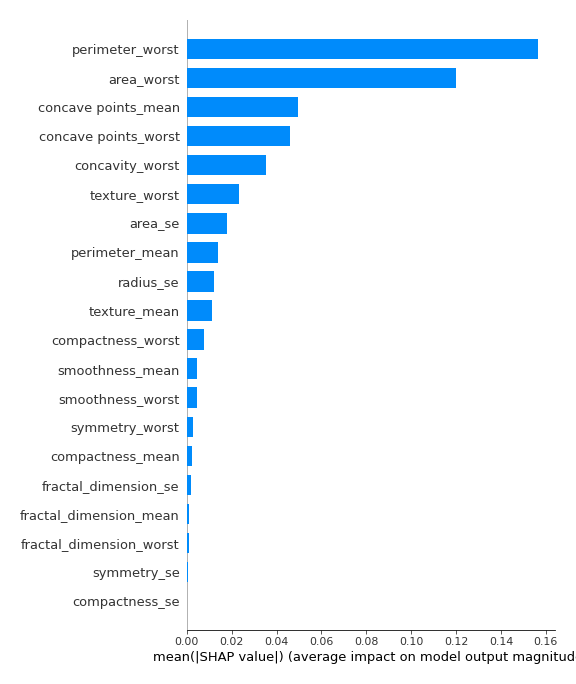 perimeter_worst
area_worst
concave points_mean
concave points_worst
concavity_worst
texture_worst
area_se
perimeter_mean
radius_se
texture_mean
compactness_worst
smoothness_mean
smoothness_worst
symmetry_worst
compactness_mean
fractal_dimension_se
fractal_dimension_mean
fractal_dimension_worst
symmetry_se
compactness_se
0.00 0.02 0.04 0.06 0.08 0.10 0.12 0.14 0.16
mean(|SHAP value|) (average impact on model output magnitude